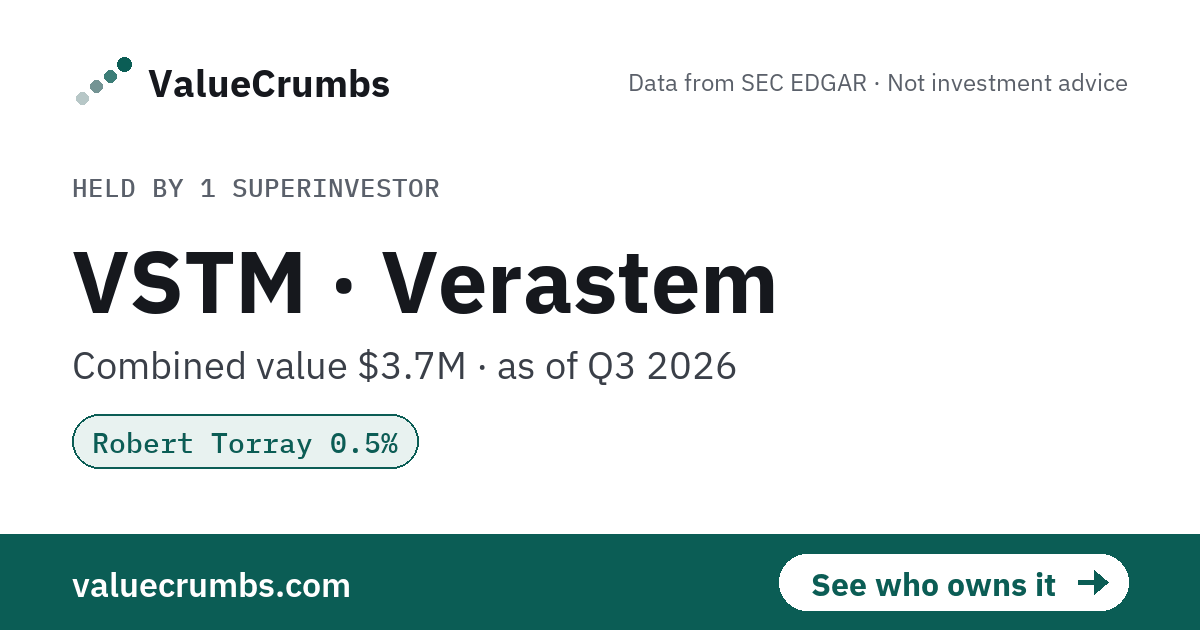 ValueCrumbs
Data from SEC EDGAR · Not investment advice
HELD BY 1 SUPERINVESTOR
VSTM · Verastem
Combined value $3.7M · as of Q3 2026
Robert Torray 0.5%
valuecrumbs.com
See who owns it →